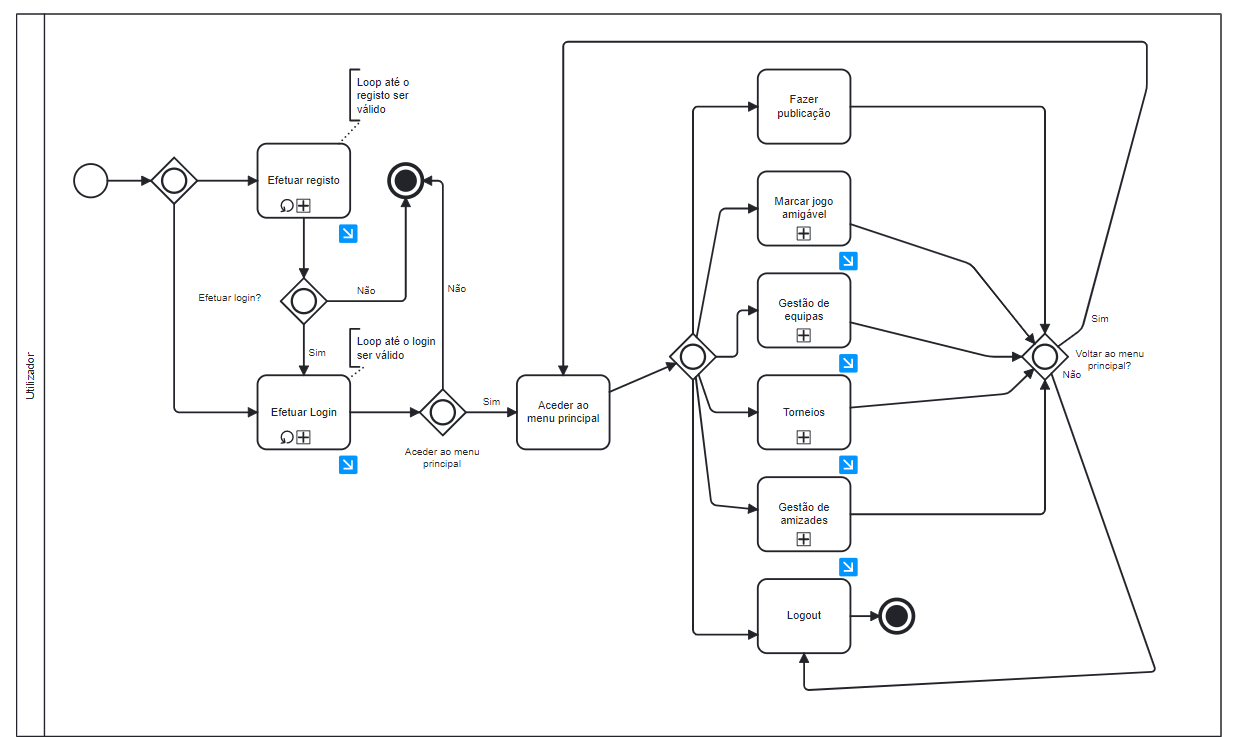 Utilizador
Loop até o
registo ser
válido
Efetuar registo
Efetuar login?
Não
Sim
Loop até o login
ser válido
Efetuar Login
Não
Aceder ao menu
principal
Sim
Aceder ao
menu principal
Fazer
publicação
Marcar jogo
amigável
Gestão de
equipas
Torneios
Gestão de
amizades
Logout
Sim
Voltar ao menu
principal?
Não